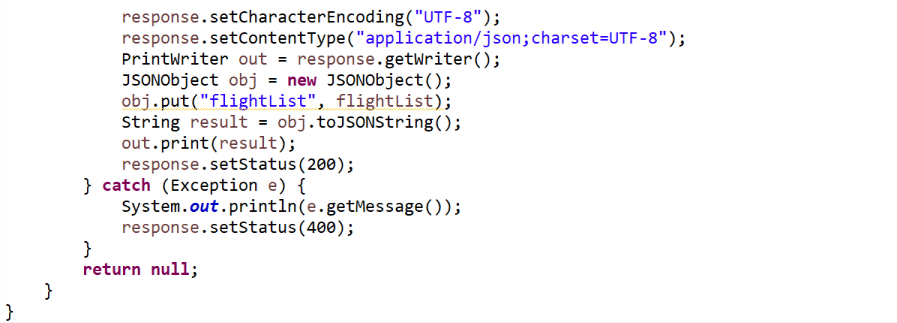 response.setCharacterEncoding("UTF-8");
response.setContentType("application/json;charset=UTF-8");
PrintWriter out = response.getWriter();
JSONObject obj = new JSONObject();
obj.put("flightList", flightList);
String result = obj.toJSONString();
out.print(result);
response.setStatus(200);
} catch (Exception e) {
System.out.println(e.getMessage());
response.setStatus(400);
}
return null;
}
}